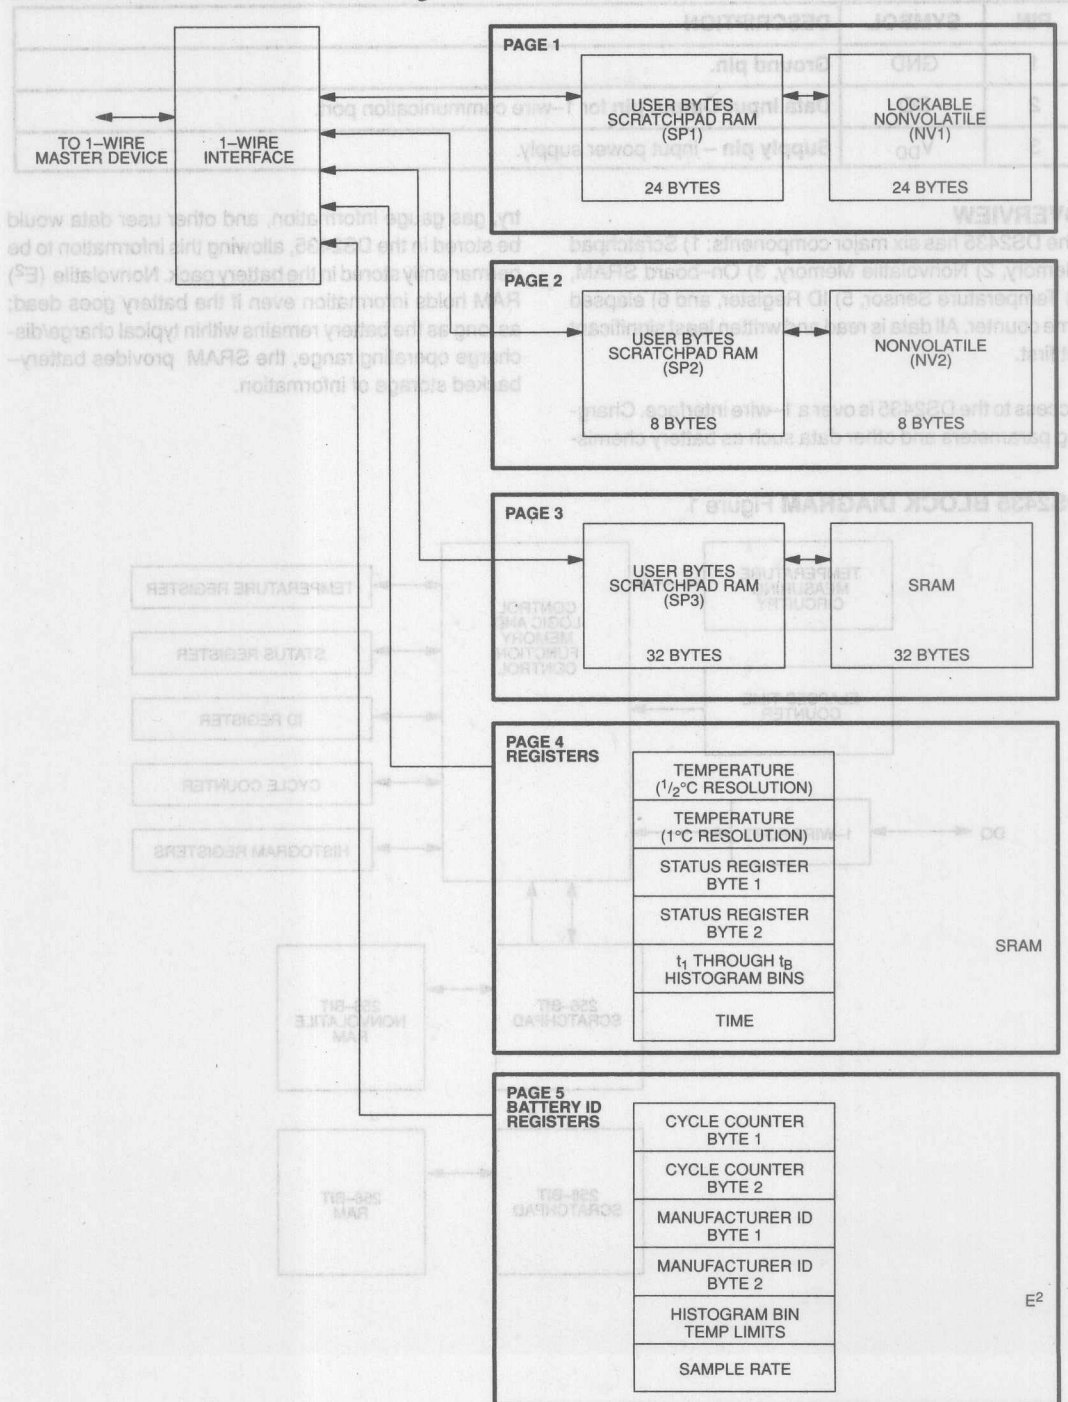 TO 1–WIRE
MASTER DEVICE
1–WIRE
INTERFACE
PAGE 1
USER BYTES
SCRATCHPAD RAM
(SP1)
24 BYTES
LOCKABLE
NONVOLATILE
(NV1)
24 BYTES
PAGE 2
USER BYTES
SCRATCHPAD RAM
(SP2)
8 BYTES
NONVOLATILE
(NV2)
8 BYTES
PAGE 3
USER BYTES
SCRATCHPAD RAM
(SP3)
32 BYTES
SRAM
32 BYTES
PAGE 4
REGISTERS
TEMPERATURE
(1/2°C RESOLUTION)
TEMPERATURE
(1°C RESOLUTION)
STATUS REGISTER
BYTE 1
STATUS REGISTER
BYTE 2
t1 THROUGH tB
HISTOGRAM BINS
TIME
SRAM
PAGE 5
BATTERY ID
REGISTERS
CYCLE COUNTER
BYTE 1
CYCLE COUNTER
BYTE 2
MANUFACTURER ID
BYTE 1
MANUFACTURER ID
BYTE 2
HISTOGRAM BIN
TEMP LIMITS
SAMPLE RATE
E2